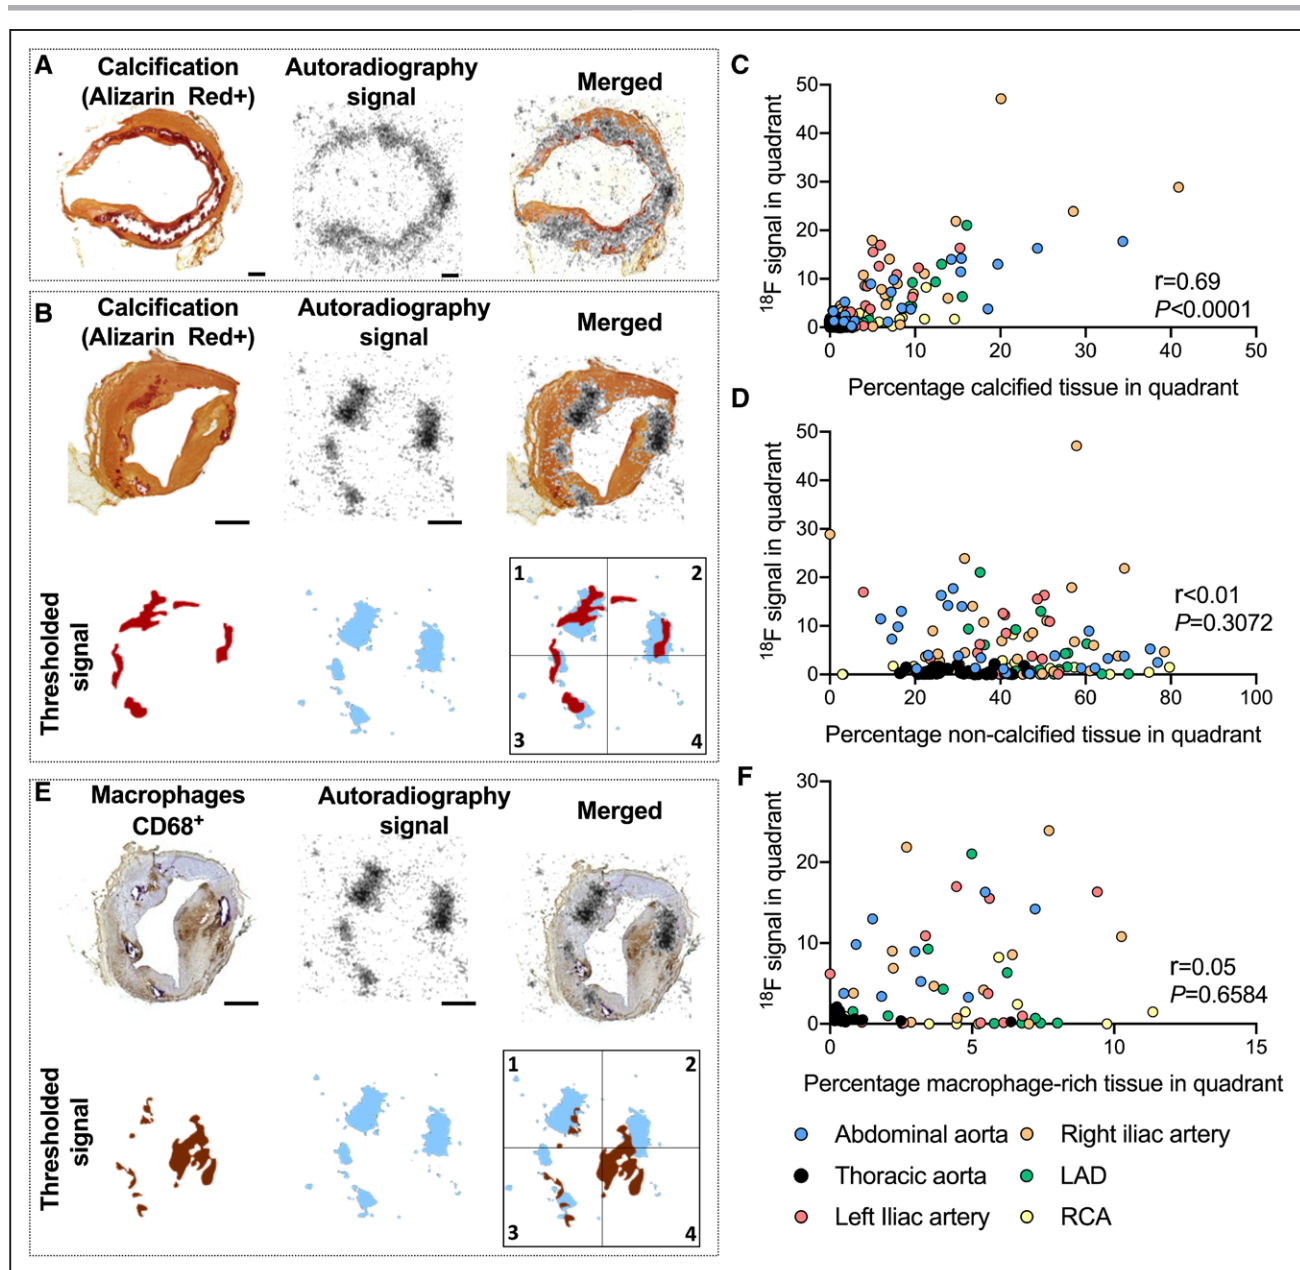 A
Calcification
(Alizarin Red+)
Autoradiography
signal
Merged
B
Calcification
(Alizarin Red+)
Autoradiography
signal
Merged
Thresholded
signal
1
2
3
4
E
Macrophages
CD68+
Autoradiography
signal
Merged
Thresholded
signal
1
2
3
4
C
18F signal in quadrant
50
40
30
20
10
0
0 10 20 30 40 50
r=0.69
P<0.0001
Percentage calcified tissue in quadrant
D
18F signal in quadrant
50
40
30
20
10
0
0 20 40 60 80 100
r<0.01
P=0.3072
Percentage non-calcified tissue in quadrant
F
18F signal in quadrant
30
20
10
0
0 5 10 15
r=0.05
P=0.6584
Percentage macrophage-rich tissue in quadrant
Abdominal aorta
Right iliac artery
Thoracic aorta
LAD
Left Iliac artery
RCA